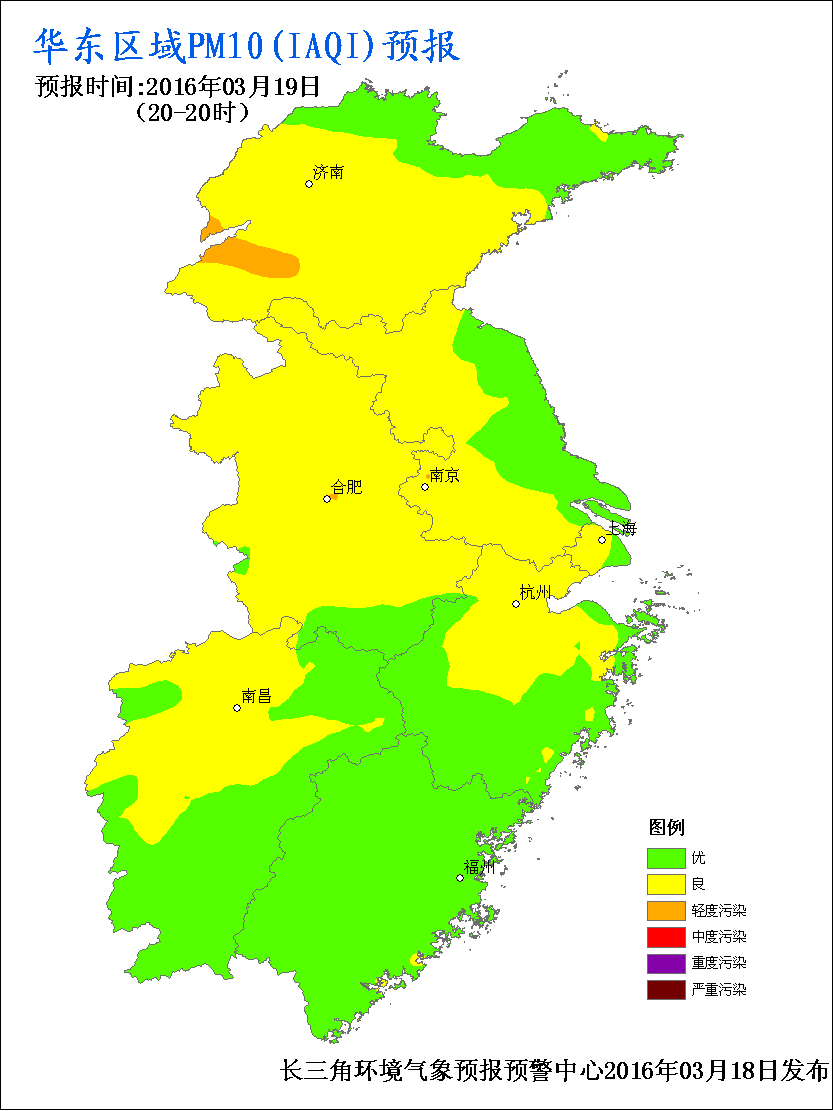 华东区域PM10(IAQI)预报
预报时间:2016年03月19日
（20-20时）
济南
南京
合肥
上海
杭州
南昌
福州
图例
优
良
轻度污染
中度污染
重度污染
严重污染
长三角环境气象预报预警中心2016年03月18日发布